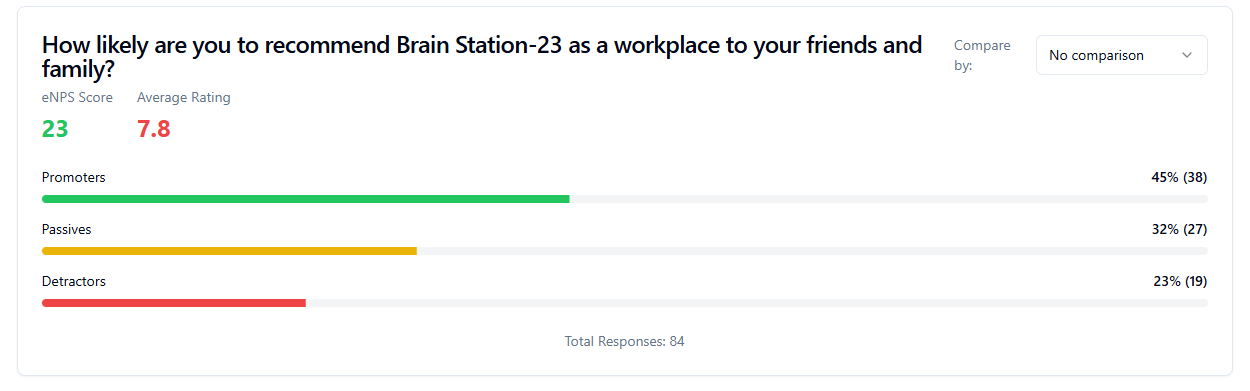 How likely are you to recommend Brain Station-23 as a workplace to your friends and
family?
Compare
by:
No comparison
eNPS Score
Average Rating
23
7.8
Promoters
45% (38)
Passives
32% (27)
Detractors
23% (19)
Total Responses: 84